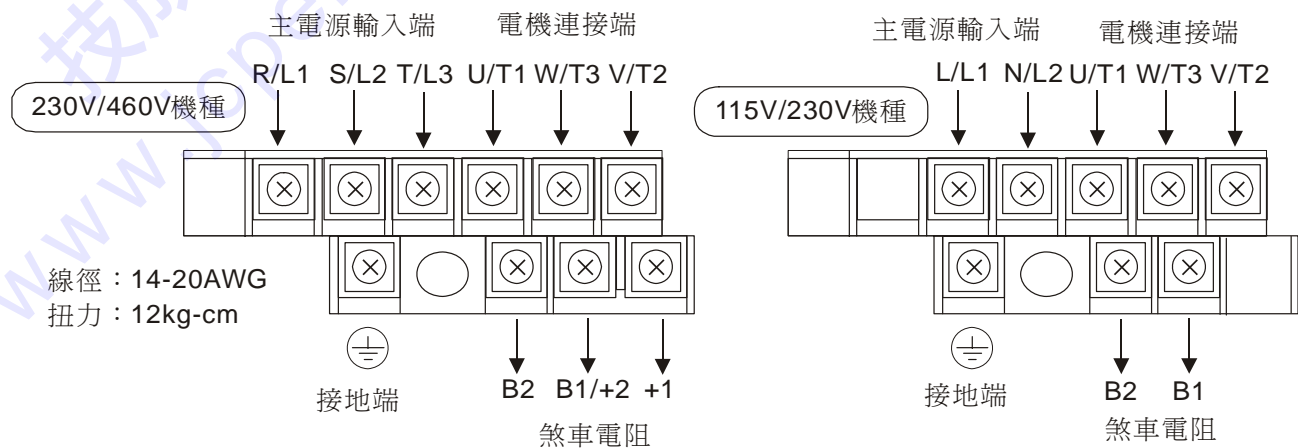 主電源輸入端 電機連接端
R/L1 S/L2 T/L3 U/T1 W/T3 V/T2
230V/460V機種
線徑：14-20AWG
扭力：12kg-cm
接地端
B2 B1/+2 +1
煞車電阻
主電源輸入端 電機連接端
L/L1 N/L2 U/T1 W/T3 V/T2
115V/230V機種
接地端
B2 B1
煞車電阻